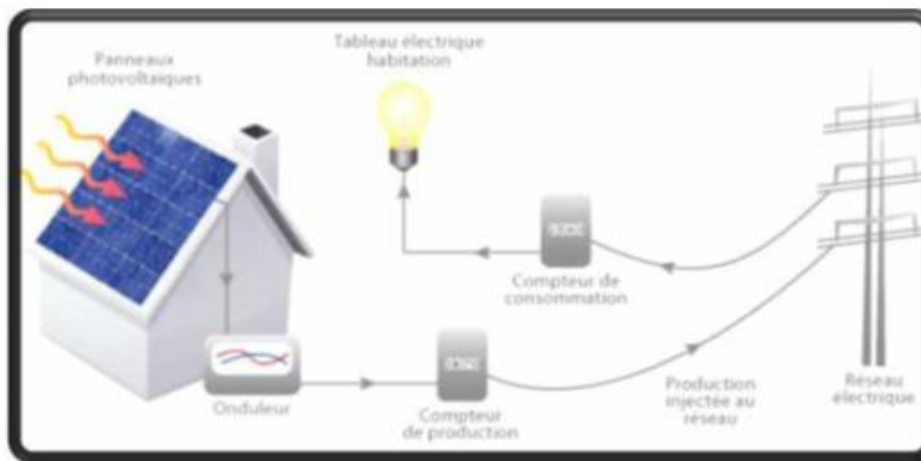 Panneaux
photovoltaïques
Tableau électrique
habitation
Compteur de
consommation
Onduleur
Compteur
de production
Production
injectée au
réseau
Réseau
électrique